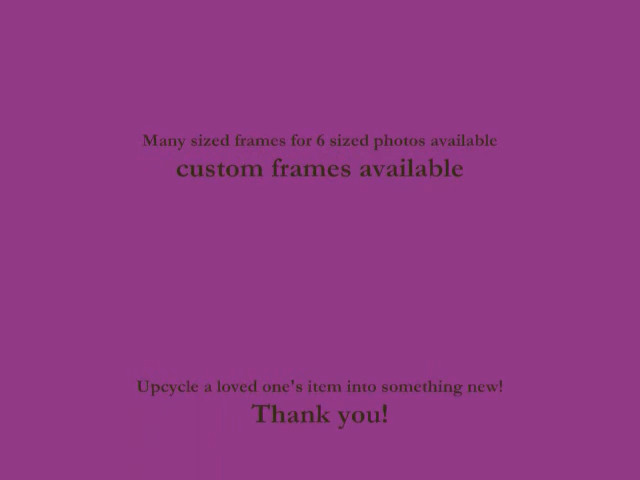 Many sized frames for 6 sized photos available
custom frames available
Upcycle a loved one's item into something new!
Thank you!